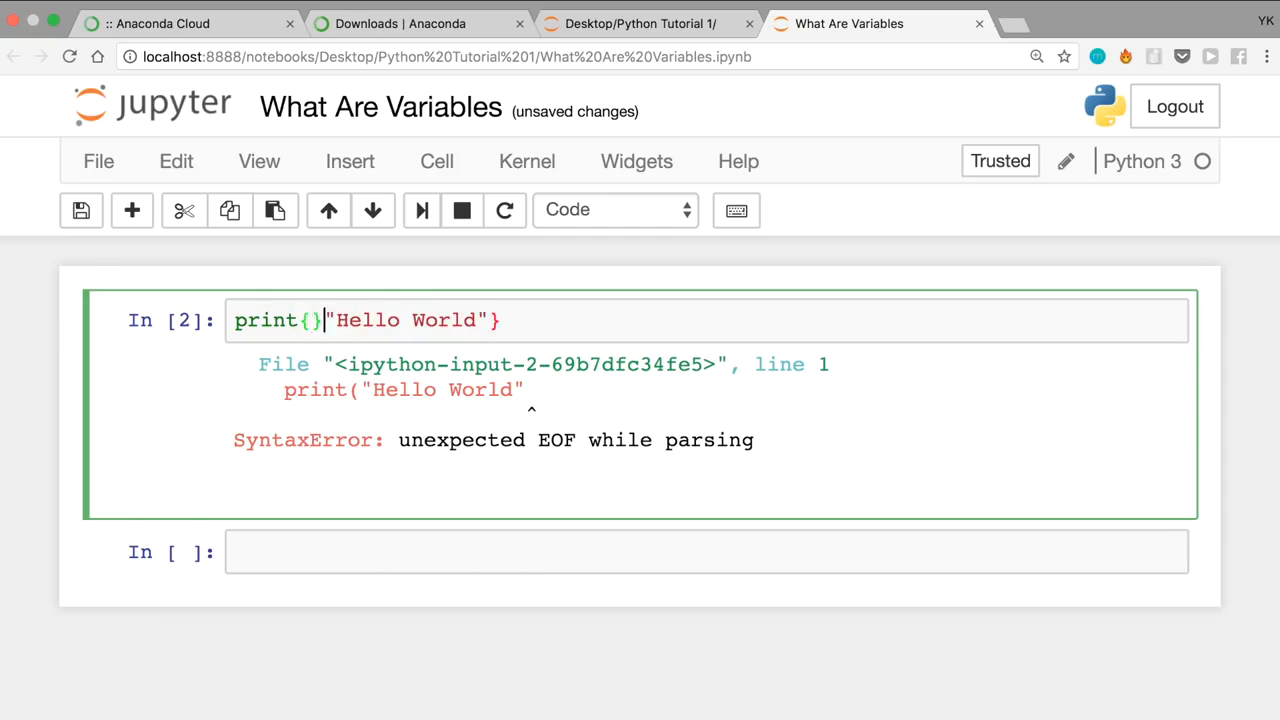 :: Anaconda Cloud
Downloads | Anaconda
Desktop/Python Tutorial 1/
What Are Variables
YK
localhost:8888/notebooks/Desktop/Python%20Tutorial%201/What%20Are%20Variables.ipynb
jupyter What Are Variables (unsaved changes)
Logout
File Edit View Insert Cell Kernel Widgets Help
Trusted
Python 3
Code
In [2]: print{}"Hello World"}
File "<ipython-input-2-69b7dfc34fe5>", line 1
print("Hello World"
^
SyntaxError: unexpected EOF while parsing
In [ ]: